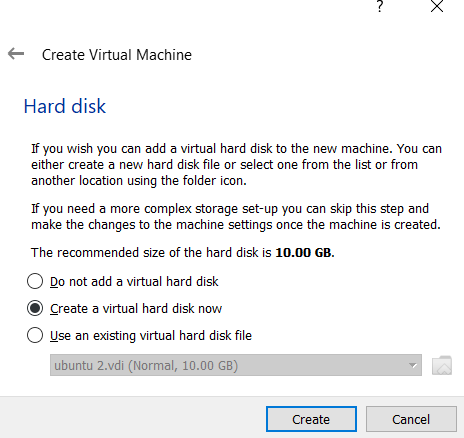 ?
Create Virtual Machine
Hard disk
If you wish you can add a virtual hard disk to the new machine. You can
either create a new hard disk file or select one from the list or from
another location using the folder icon.
If you need a more complex storage set-up you can skip this step and
make the changes to the machine settings once the machine is created.
The recommended size of the hard disk is 10.00 GB.
Do not add a virtual hard disk
Create a virtual hard disk now
Use an existing virtual hard disk file
ubuntu 2.vdi (Normal, 10.00 GB)
Create Cancel